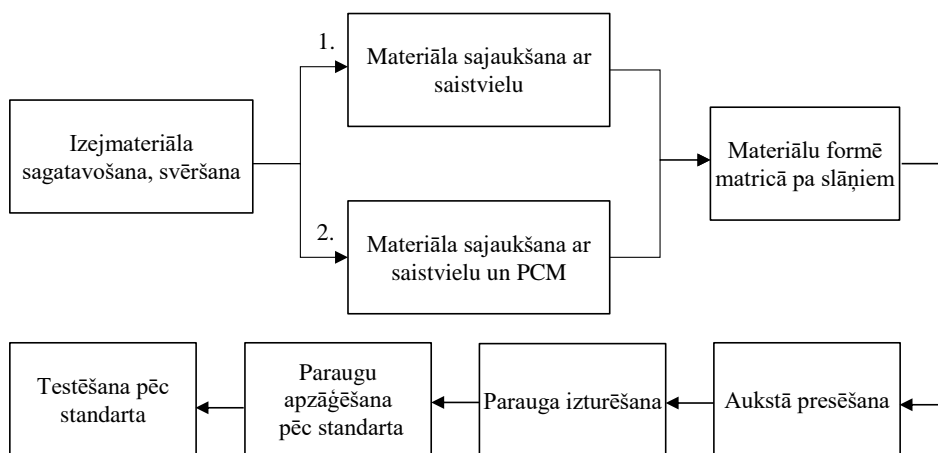 Izejmateriāla
sagatavošana, svēršana
1.
Materiāla sajaukšana ar
saistvielu
2.
Materiāla sajaukšana ar
saistvielu un PCM
Materiālu formē
matricā pa slāņiem
Aukstā presēšana
Parauga izturēšana
Paraugu
apzāģēšana
pēc standarta
Testēšana pēc
standarta